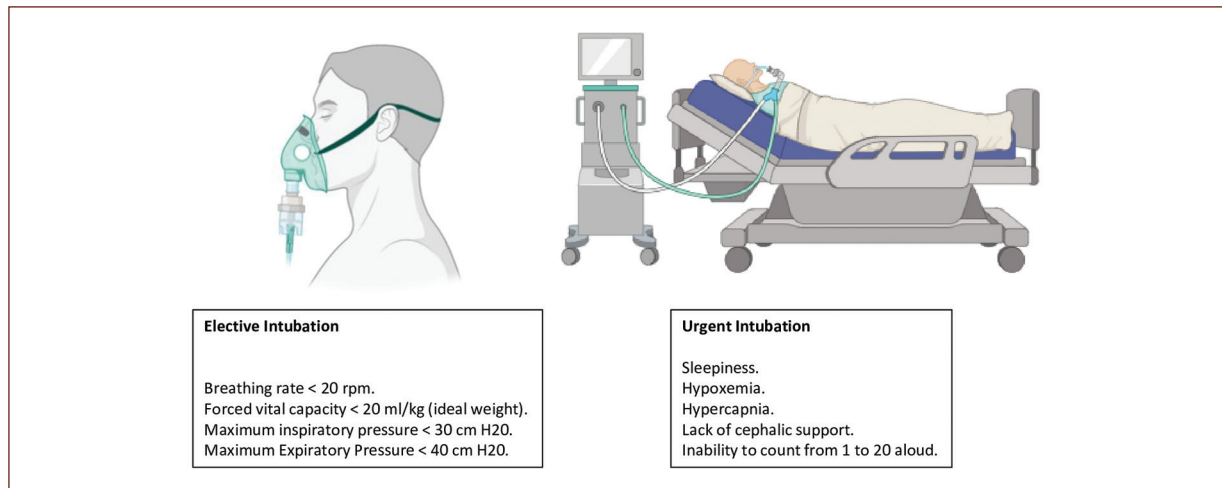 Elective Intubation
Breathing rate < 20 rpm.
Forced vital capacity < 20 ml/kg (ideal weight).
Maximum inspiratory pressure < 30 cm H20.
Maximum Expiratory Pressure < 40 cm H20.
Urgent Intubation
Sleepiness.
Hypoxemia.
Hypercapnia.
Lack of cephalic support.
Inability to count from 1 to 20 aloud.